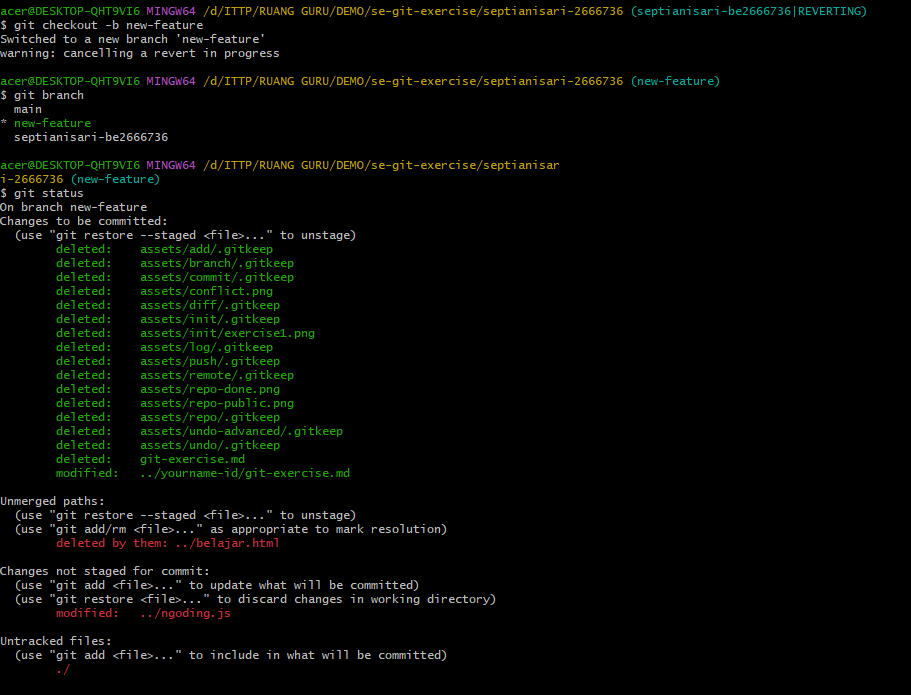 acer@DESKTOP-QHT9VI6 MINGW64 /d/ITTP/RUANG GURU/DEMO/se-git-exercise/septianisari-2666736 (septianisari-be2666736|REVERTING)
$ git checkout -b new-feature
Switched to a new branch 'new-feature'
warning: cancelling a revert in progress

acer@DESKTOP-QHT9VI6 MINGW64 /d/ITTP/RUANG GURU/DEMO/se-git-exercise/septianisari-2666736 (new-feature)
$ git branch
  main
* new-feature
  septianisari-be2666736

acer@DESKTOP-QHT9VI6 MINGW64 /d/ITTP/RUANG GURU/DEMO/se-git-exercise/septianisar
i-2666736 (new-feature)
$ git status
On branch new-feature
Changes to be committed:
  (use "git restore --staged <file>..." to unstage)
        deleted:    assets/add/.gitkeep
        deleted:    assets/branch/.gitkeep
        deleted:    assets/commit/.gitkeep
        deleted:    assets/conflict.png
        deleted:    assets/diff/.gitkeep
        deleted:    assets/init/.gitkeep
        deleted:    assets/init/exercise1.png
        deleted:    assets/log/.gitkeep
        deleted:    assets/push/.gitkeep
        deleted:    assets/remote/.gitkeep
        deleted:    assets/repo-done.png
        deleted:    assets/repo-public.png
        deleted:    assets/repo/.gitkeep
        deleted:    assets/undo-advanced/.gitkeep
        deleted:    assets/undo/.gitkeep
        deleted:    git-exercise.md
        modified:   ../yourname-id/git-exercise.md

Unmerged paths:
  (use "git restore --staged <file>..." to unstage)
  (use "git add/rm <file>..." as appropriate to mark resolution)
        deleted by them: ../belajar.html

Changes not staged for commit:
  (use "git add <file>..." to update what will be committed)
  (use "git restore <file>..." to discard changes in working directory)
        modified:   ../ngoding.js

Untracked files:
  (use "git add <file>..." to include in what will be committed)
        ./